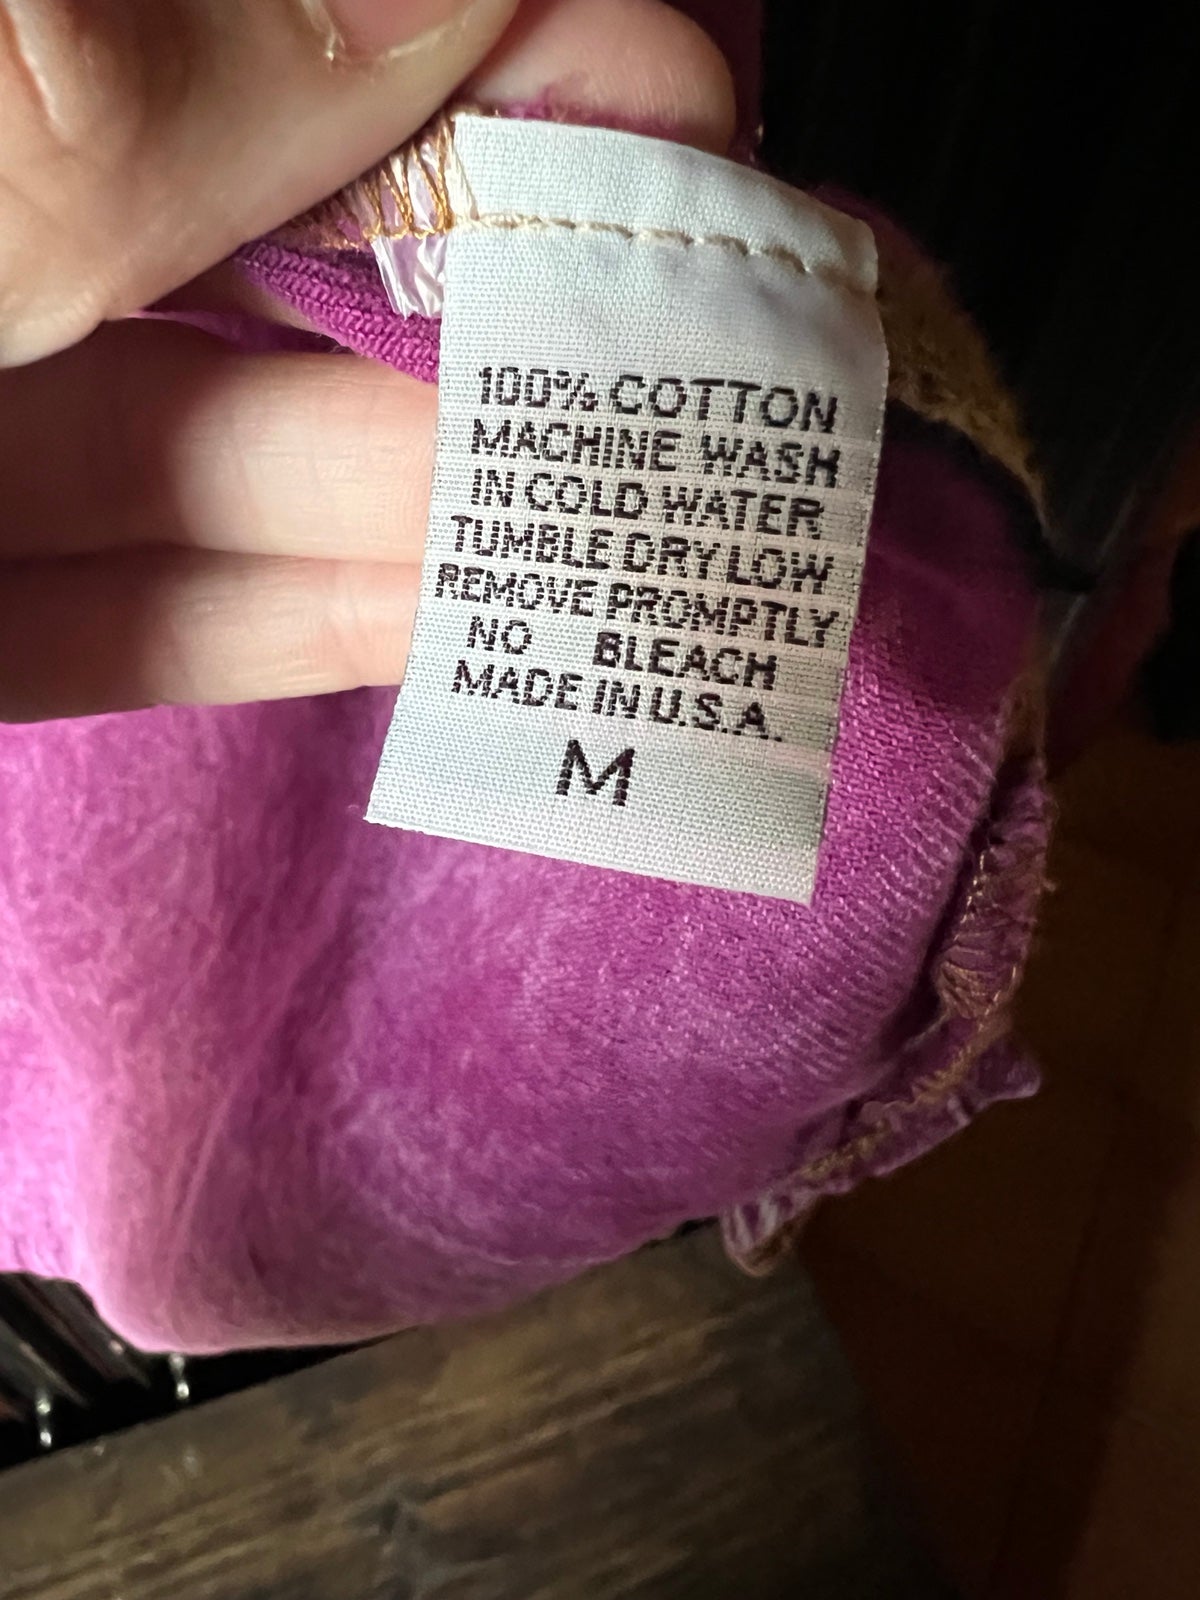 100% COTTON
MACHINE WASH
IN COLD WATER
TUMBLE DRY LOW
REMOVE PROMPTLY
NO BLEACH
MADE IN U.S.A.
M